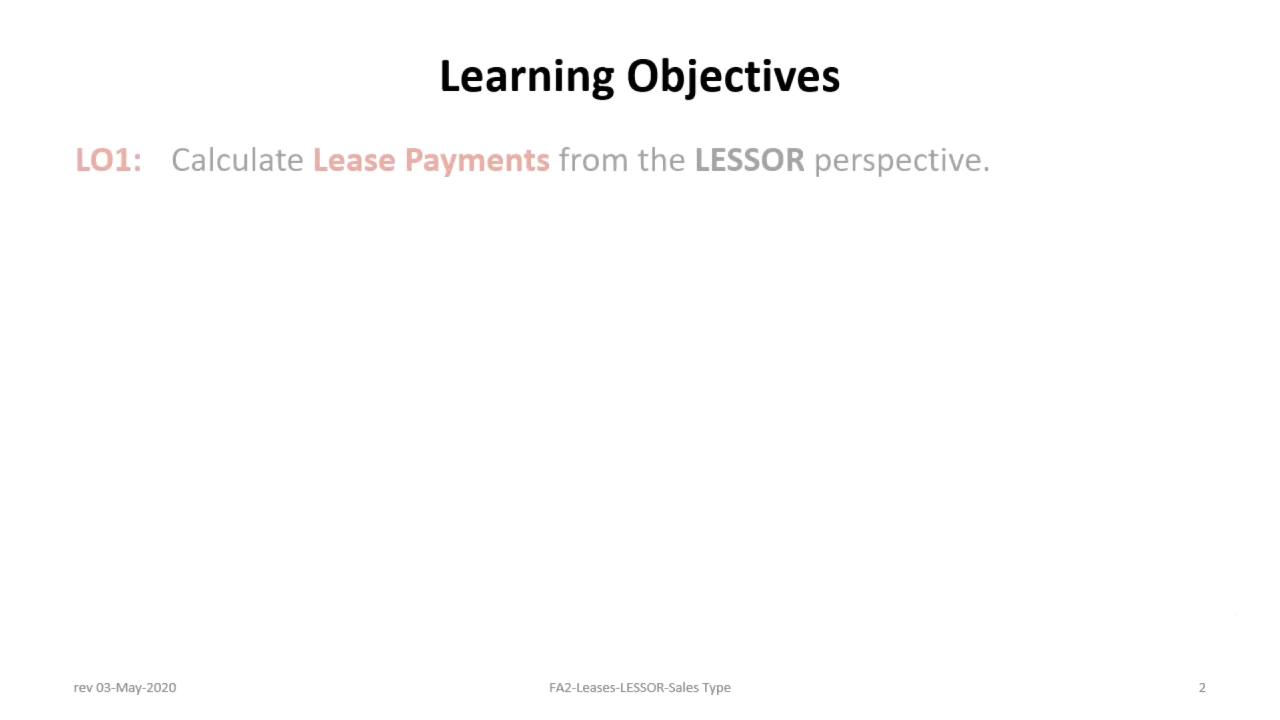 Learning Objectives
LO1: Calculate Lease Payments from the LESSOR perspective.
rev 03-May-2020 FA2-Leases-LESSOR-Sales Type 2